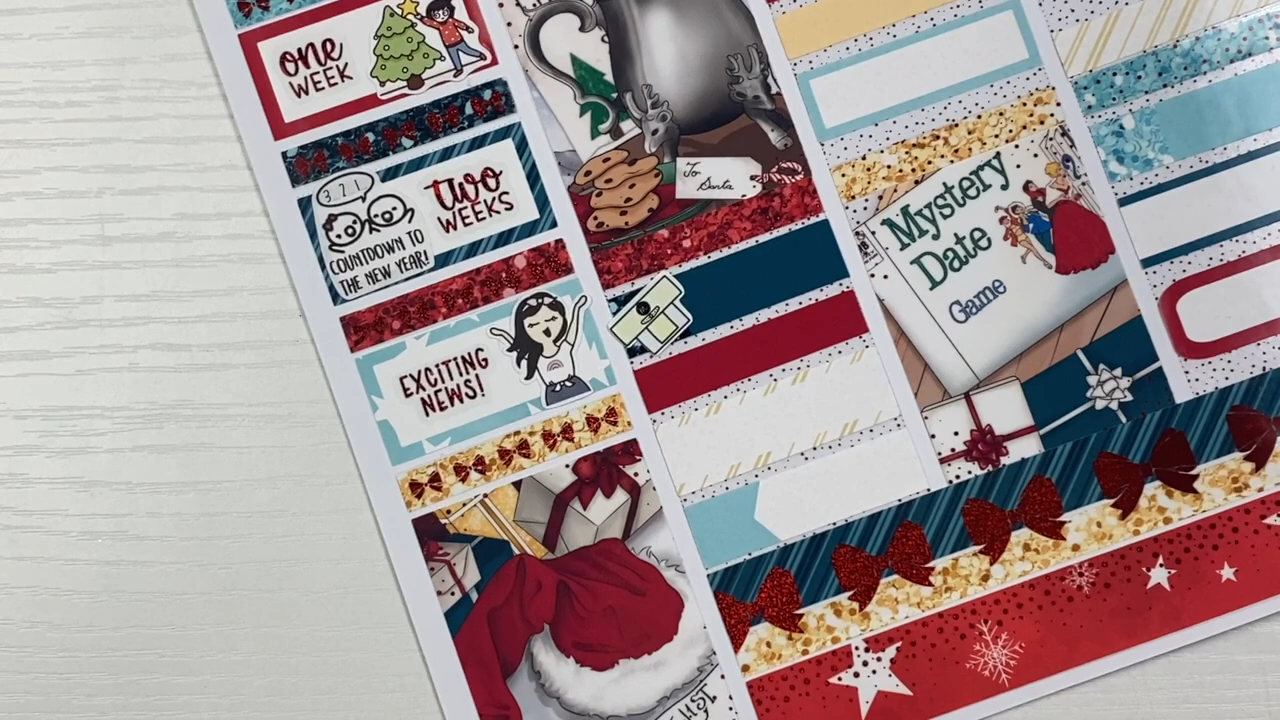 one
WEEK
3 2 1
COUNTDOWN TO
THE NEW YEAR!
two
WEEKS
EXCITING
NEWS!
To
Santa
Mystery
Date
Game